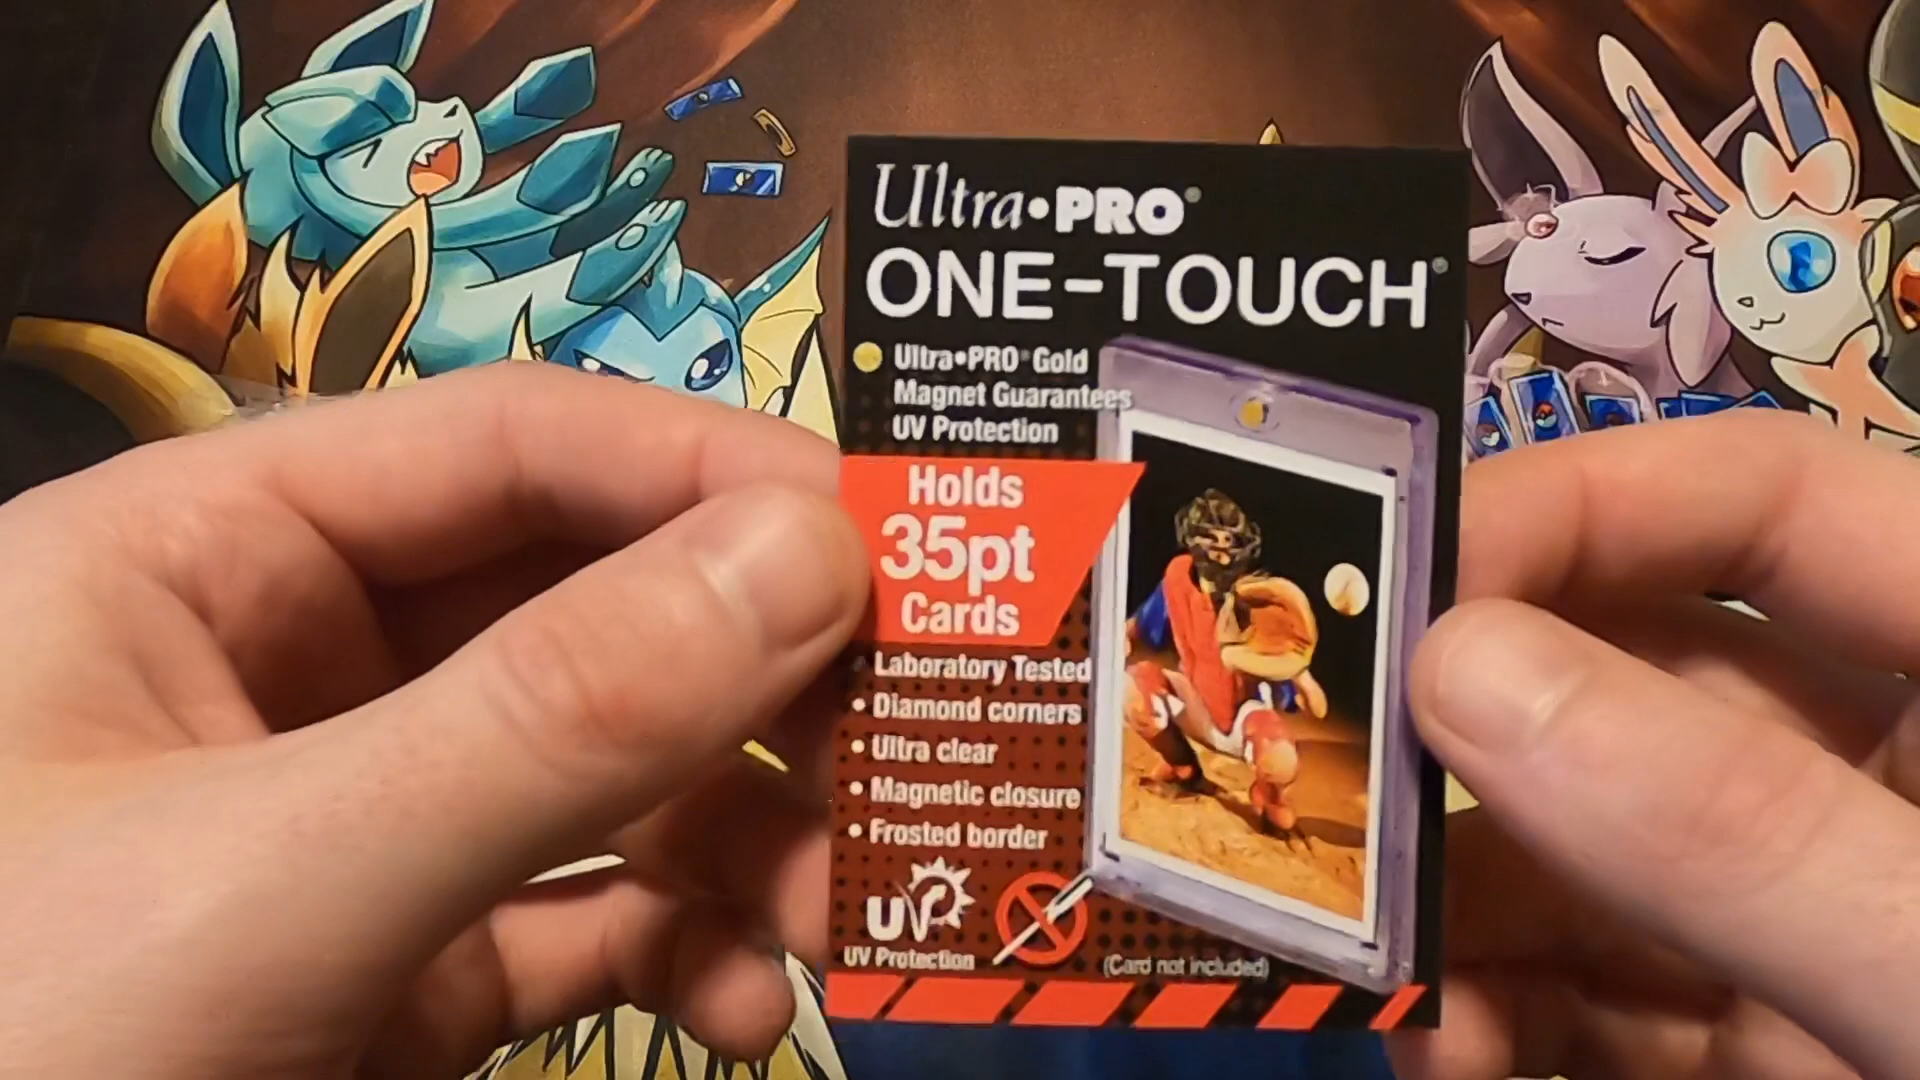 Ultra•PRO®
ONE-TOUCH®
Ultra•PRO® Gold
Magnet Guarantees
UV Protection
Holds
35pt
Cards
• Laboratory Tested
• Diamond corners
• Ultra clear
• Magnetic closure
• Frosted border
UV
UV Protection
(Card not included)